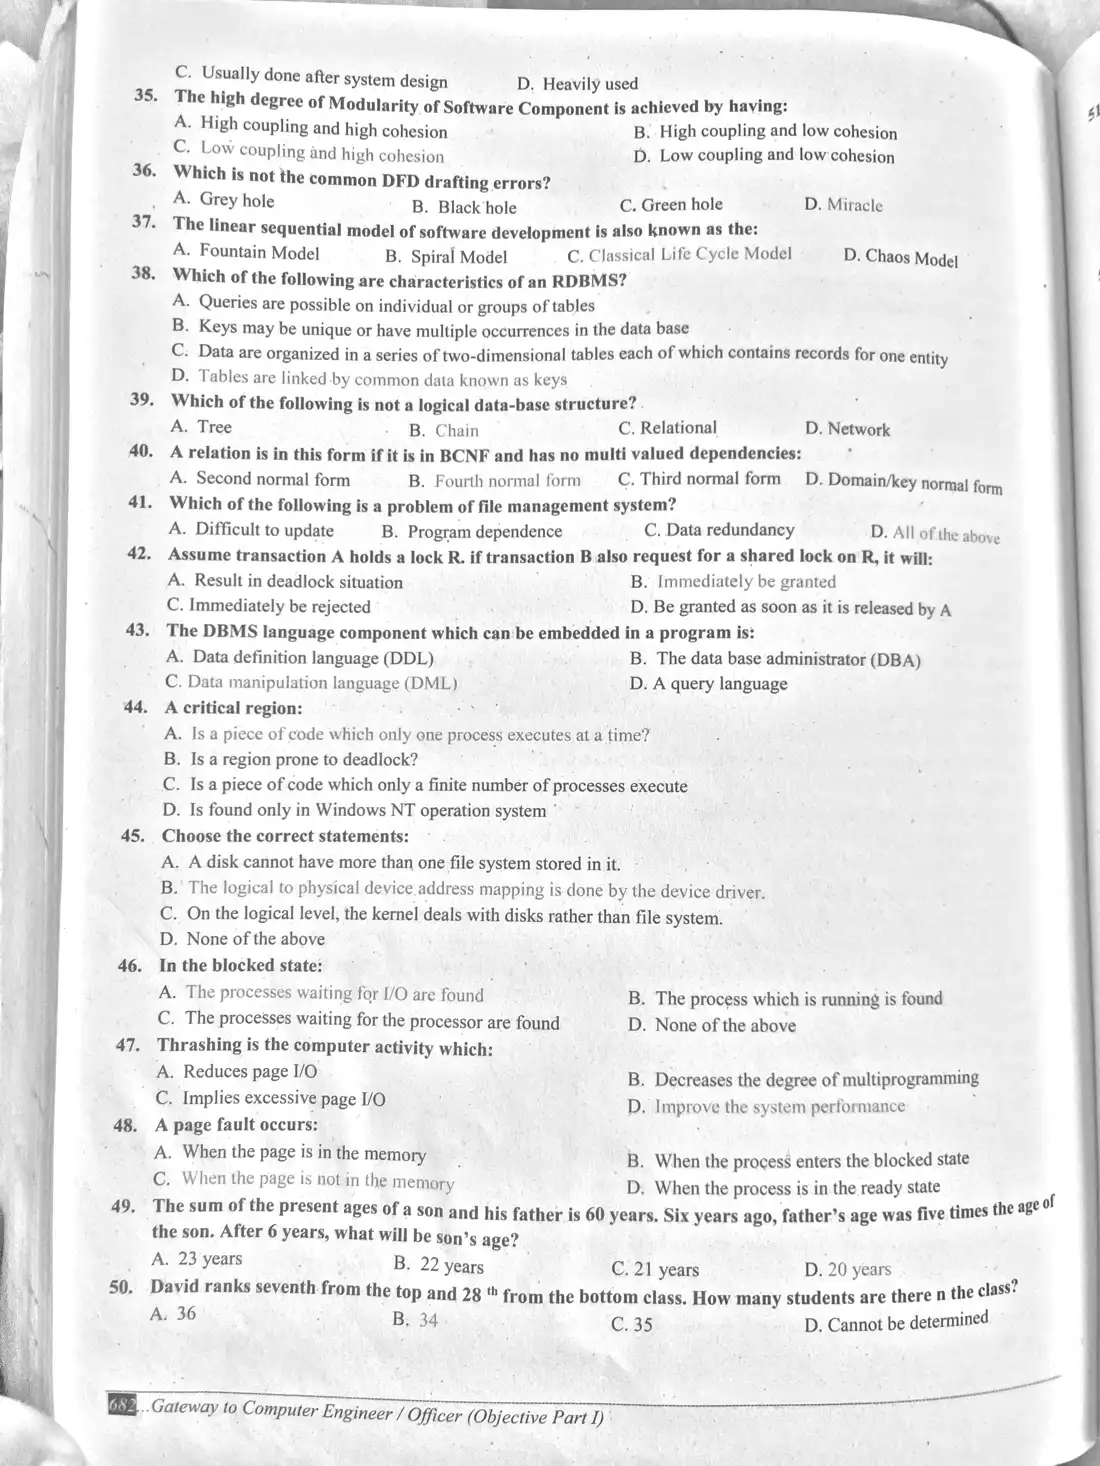 C. Usually done after system design D. Heavily used
35. The high degree of Modularity of Software Component is achieved by having:
A. High coupling and high cohesion B. High coupling and low cohesion
C. Low coupling and high cohesion D. Low coupling and low cohesion
36. Which is not the common DFD drafting errors?
A. Grey hole B. Black hole C. Green hole D. Miracle
37. The linear sequential model of software development is also known as the:
A. Fountain Model B. Spiral Model C. Classical Life Cycle Model D. Chaos Model
38. Which of the following are characteristics of an RDBMS?
A. Queries are possible on individual or groups of tables
B. Keys may be unique or have multiple occurrences in the data base
C. Data are organized in a series of two-dimensional tables each of which contains records for one entity
D. Tables are linked by common data known as keys
39. Which of the following is not a logical data-base structure?
A. Tree B. Chain C. Relational D. Network
40. A relation is in this form if it is in BCNF and has no multi valued dependencies:
A. Second normal form B. Fourth normal form C. Third normal form D. Domain/key normal form
41. Which of the following is a problem of file management system?
A. Difficult to update B. Program dependence C. Data redundancy D. All of the above
42. Assume transaction A holds a lock R. if transaction B also request for a shared lock on R, it will:
A. Result in deadlock situation B. Immediately be granted
C. Immediately be rejected D. Be granted as soon as it is released by A
43. The DBMS language component which can be embedded in a program is:
A. Data definition language (DDL) B. The data base administrator (DBA)
C. Data manipulation language (DML) D. A query language
44. A critical region:
A. Is a piece of code which only one process executes at a time?
B. Is a region prone to deadlock?
C. Is a piece of code which only a finite number of processes execute
D. Is found only in Windows NT operation system
45. Choose the correct statements:
A. A disk cannot have more than one file system stored in it.
B. The logical to physical device address mapping is done by the device driver.
C. On the logical level, the kernel deals with disks rather than file system.
D. None of the above
46. In the blocked state:
A. The processes waiting for I/O are found B. The process which is running is found
C. The processes waiting for the processor are found D. None of the above
47. Thrashing is the computer activity which:
A. Reduces page I/O B. Decreases the degree of multiprogramming
C. Implies excessive page I/O D. Improve the system performance
48. A page fault occurs:
A. When the page is in the memory B. When the process enters the blocked state
C. When the page is not in the memory D. When the process is in the ready state
49. The sum of the present ages of a son and his father is 60 years. Six years ago, father's age was five times the age of
the son. After 6 years, what will be son's age?
A. 23 years B. 22 years C. 21 years D. 20 years
50. David ranks seventh from the top and 28 th from the bottom class. How many students are there n the class?
A. 36 B. 34 C. 35 D. Cannot be determined
682...Gateway to Computer Engineer / Officer (Objective Part I)